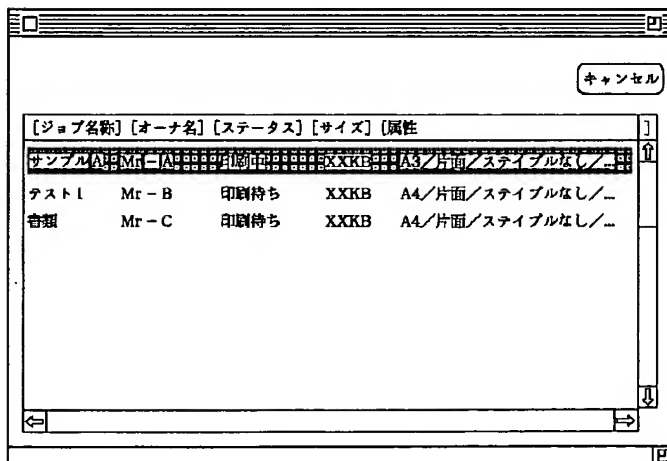 キャンセル
[ジョブ名称] [オーナ名] [ステータス] [サイズ] [属性 ]
サンプルA Mr－A 印刷中 XXKB A3／片面／ステイプルなし／…
テスト1 Mr－B 印刷待ち XXKB A4／片面／ステイプルなし／…
書類 Mr－C 印刷待ち XXKB A4／片面／ステイプルなし／…